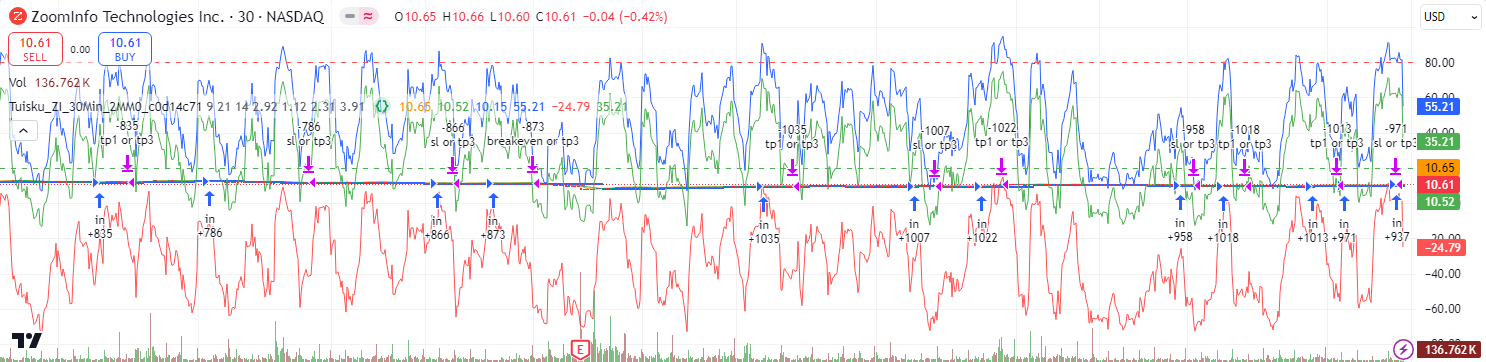 ZoomInfo Technologies Inc. · 30 · NASDAQ O10.65 H10.66 L10.60 C10.61 −0.04 (−0.42%)
USD
10.61 SELL
0.00
10.61 BUY
Vol 136.762 K
Tuisku_ZI_30Min_2MM0_c0d14c71 9 21 14 2.92 1.12 2.31 3.91 10.65 10.52 10.15 55.21 −24.79 35.21
-835
tp1 or tp3
-786
sl or tp3
-866
sl or tp3
-873
breakeven or tp3
-1035
tp1 or tp3
-1007
sl or tp3
-1022
tp1 or tp3
-958
sl or tp3
-1018
tp1 or tp3
-1013
tp1 or tp3
-971
sl or tp3
in
+835
in
+786
in
+866
in
+873
in
+1035
in
+1007
in
+1022
in
+958
in
+1018
in
+1013
in
+971
in
+937
80.00
60.00
55.21
40.00
35.21
10.65
10.61
10.52
−24.79
−40.00
−60.00
136.762 K
E